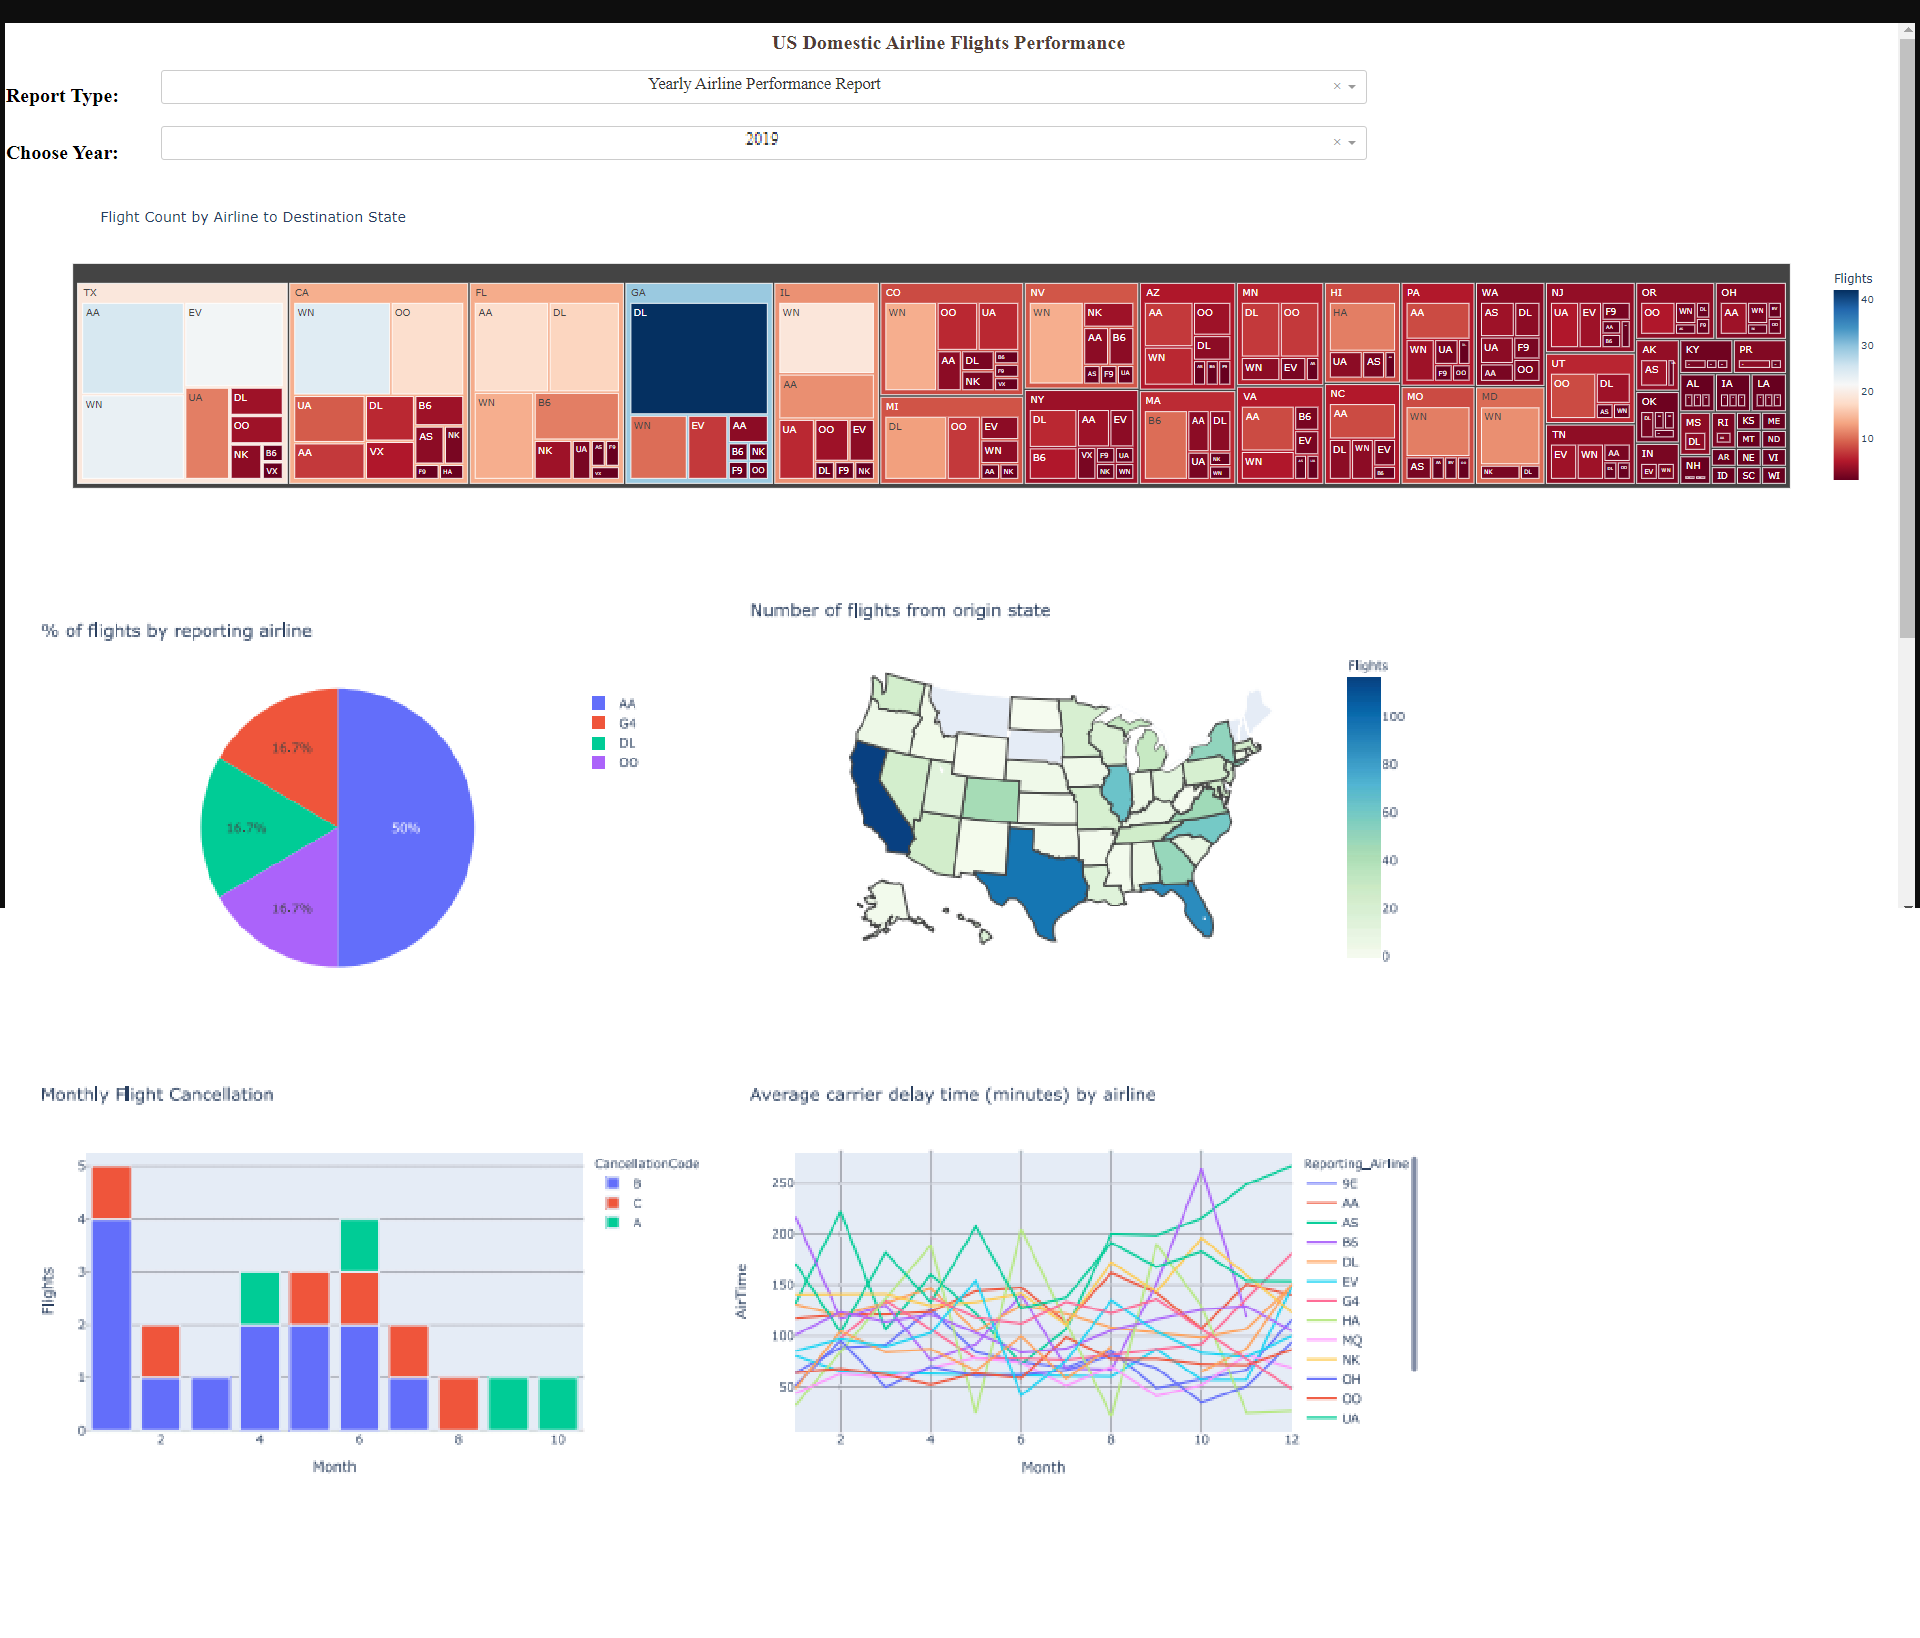 US Domestic Airline Flights Performance
Report Type:
Yearly Airline Performance Report
×
Choose Year:
2019
×
Flight Count by Airline to Destination State
TX
AA
EV
WN
UA
DL
OO
NK
B6
VX
CA
WN
OO
UA
DL
B6
AA
VX
AS
NK
F9
HA
FL
AA
DL
WN
B6
NK
UA
AS
F9
VX
GA
DL
WN
EV
AA
B6
NK
F9
OO
IL
WN
AA
UA
OO
EV
DL
F9
NK
CO
WN
OO
UA
AA
DL
B6
F9
NK
VX
MI
DL
OO
EV
WN
AA
NK
NV
WN
NK
AA
B6
AS
F9
UA
NY
DL
AA
EV
B6
VX
F9
UA
NK
WN
AZ
AA
OO
WN
DL
MA
B6
AA
DL
UA
NK
WN
MN
DL
OO
WN
EV
VA
AA
B6
EV
WN
HI
HA
UA
AS
NC
AA
DL
WN
EV
B6
PA
AA
WN
UA
F9
OO
MO
WN
AS
WA
AS
DL
UA
F9
AA
OO
MD
WN
NK
DL
NJ
UA
EV
F9
AA
B6
UT
OO
DL
AS
WN
TN
EV
WN
AA
OR
OO
WN
DL
F9
OH
AA
WN
AK
AS
KY
PR
OK
DL
AL
IA
LA
IN
EV
WN
MS
DL
RI
KS
ME
MT
ND
NH
AR
NE
VI
ID
SC
WI
Flights
40
30
20
10
% of flights by reporting airline
16.7%
16.7%
50%
16.7%
AA
G4
DL
OO
Number of flights from origin state
Flights
100
80
60
40
20
0
Monthly Flight Cancellation
Flights
5
4
3
2
1
0
2
4
6
8
10
Month
CancellationCode
B
C
A
Average carrier delay time (minutes) by airline
AirTime
250
200
150
100
50
2
4
6
8
10
12
Month
Reporting_Airline
9E
AA
AS
B6
DL
EV
G4
HA
MQ
NK
OH
OO
UA